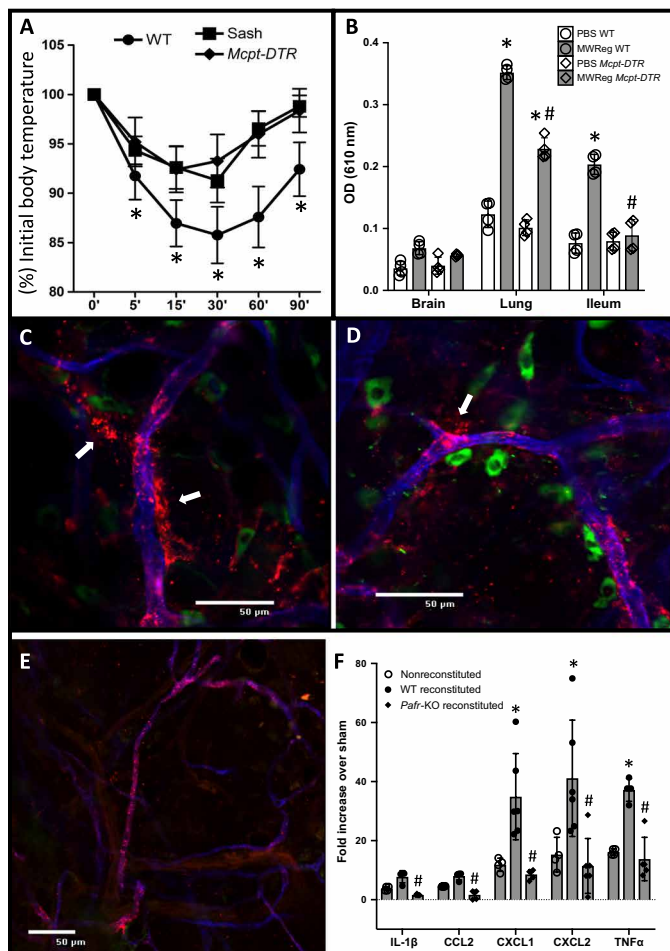 A
WT
Sash
Mcpt-DTR
(%) Initial body temperature
105
100
95
90
85
80
0' 5' 15' 30' 60' 90'
* * * * *
B
PBS WT
MWReg WT
PBS Mcpt-DTR
MWReg Mcpt-DTR
OD (610 nm)
0.4
0.3
0.2
0.1
0.0
* * # * #
Brain Lung Ileum
C
50 µm
D
50 µm
E
50 µm
F
Nonreconstituted
WT reconstituted
Pafr-KO reconstituted
Fold increase over sham
80
60
40
20
0
# # * # * # * #
IL-1β CCL2 CXCL1 CXCL2 TNFα